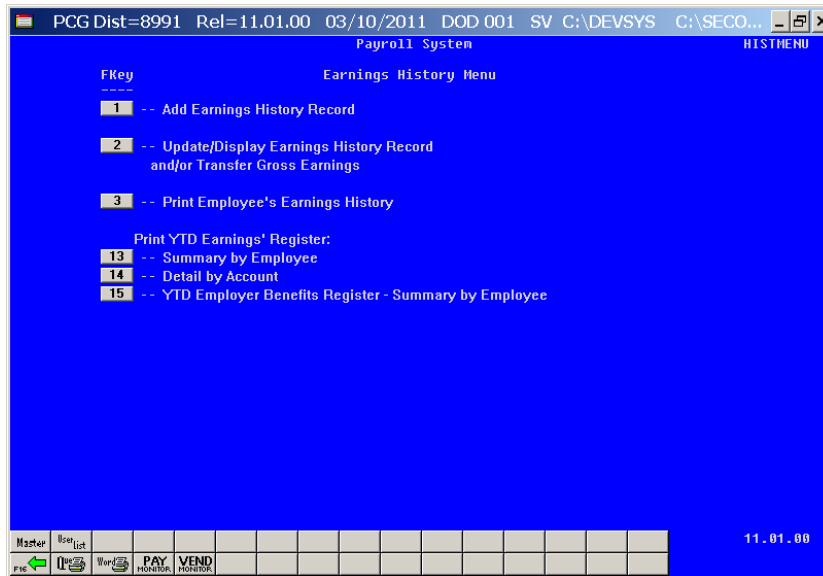 PCG Dist=8991 Rel=11.01.00 03/10/2011 DOD 001 SV C:\DEVSYS C:\SECO...
Payroll System HISTMENU
FKey Earnings History Menu
----
1 -- Add Earnings History Record
2 -- Update/Display Earnings History Record
and/or Transfer Gross Earnings
3 -- Print Employee's Earnings History
Print YTD Earnings' Register:
13 -- Summary by Employee
14 -- Detail by Account
15 -- YTD Employer Benefits Register - Summary by Employee
Master User list 11.01.00
F16 Que Word PAY MONITOR VEND MONITOR